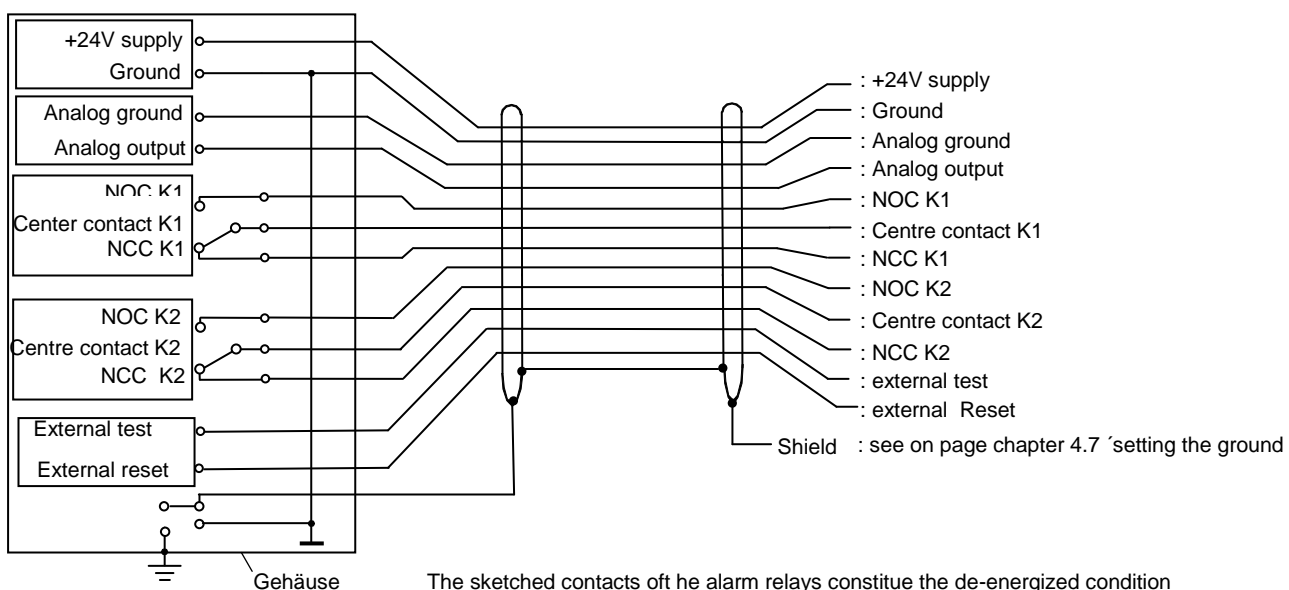 +24V supply
Ground
Analog ground
Analog output
NOC K1
Center contact K1
NCC K1
NOC K2
Centre contact K2
NCC K2
External test
External reset
: +24V supply
: Ground
: Analog ground
: Analog output
: NOC K1
: Centre contact K1
: NCC K1
: NOC K2
: Centre contact K2
: NCC K2
: external test
: external Reset
Shield : see on page chapter 4.7 ´setting the ground
Gehäuse
The sketched contacts oft he alarm relays constitue the de-energized condition